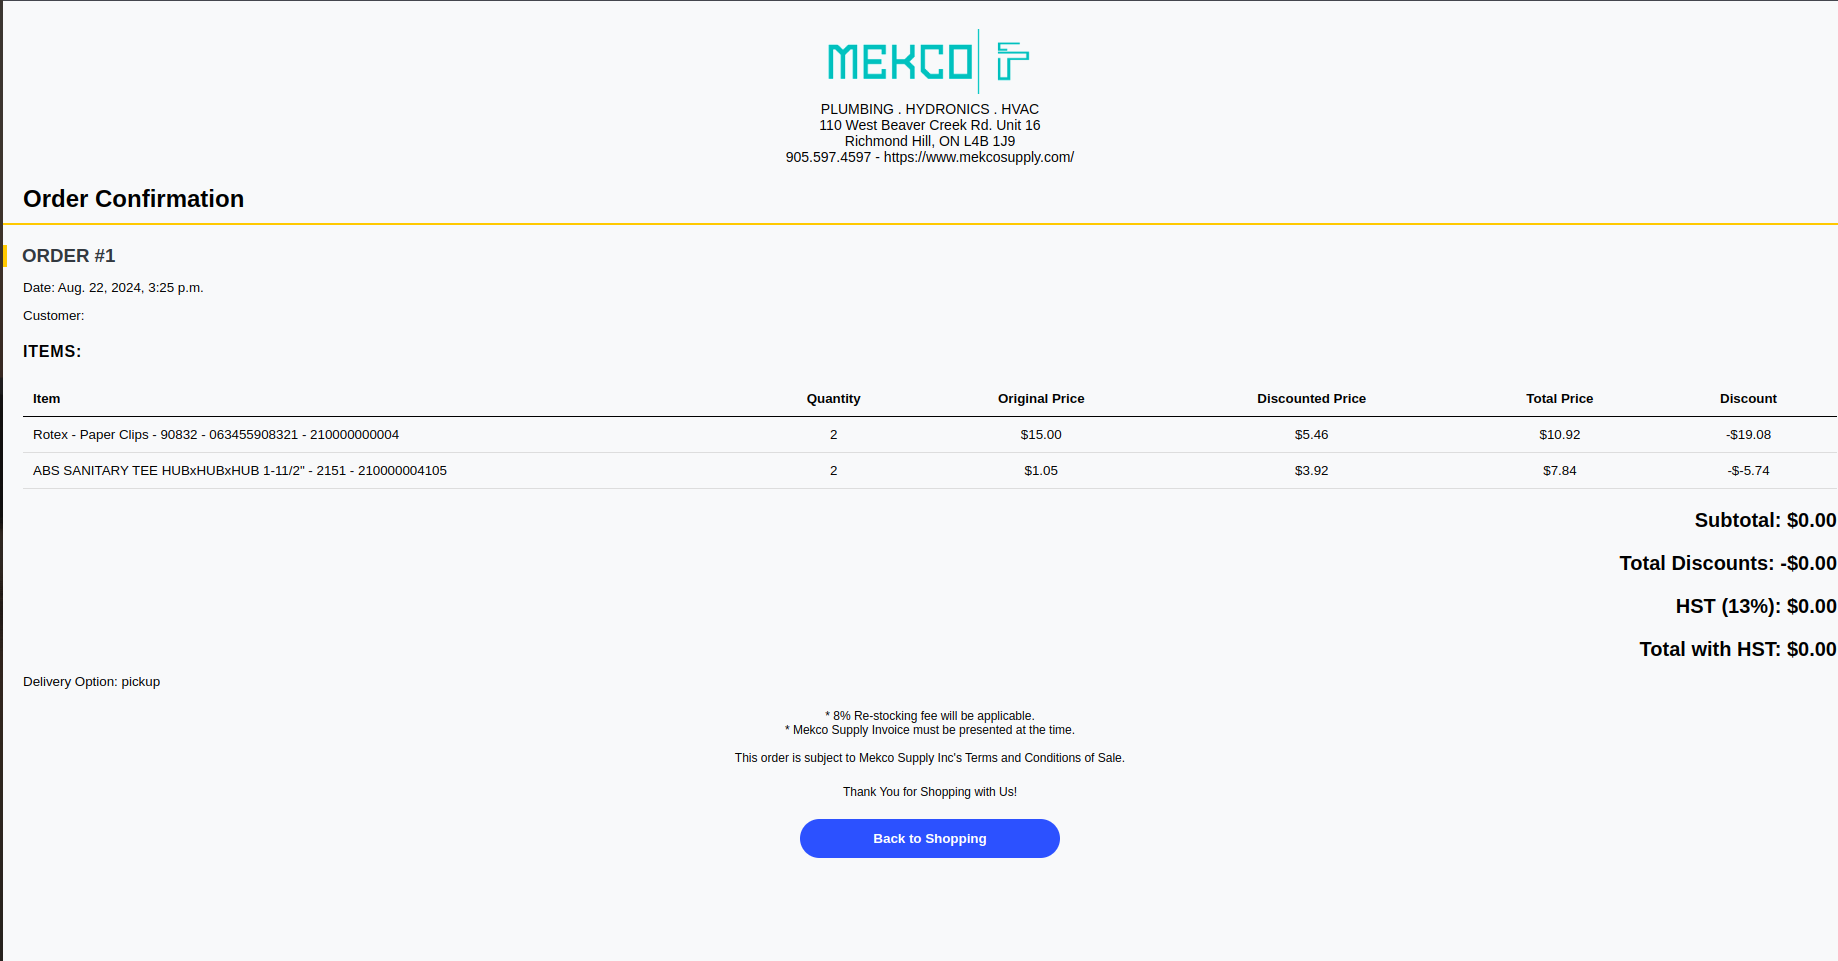 MEKCO
PLUMBING . HYDRONICS . HVAC
110 West Beaver Creek Rd. Unit 16
Richmond Hill, ON L4B 1J9
905.597.4597 - https://www.mekcosupply.com/
Order Confirmation
ORDER #1
Date: Aug. 22, 2024, 3:25 p.m.
Customer:
ITEMS:
Item Quantity Original Price Discounted Price Total Price Discount
Rotex - Paper Clips - 90832 - 063455908321 - 210000000004 2 $15.00 $5.46 $10.92 -$19.08
ABS SANITARY TEE HUBxHUBxHUB 1-11/2" - 2151 - 210000004105 2 $1.05 $3.92 $7.84 -$-5.74
Subtotal: $0.00
Total Discounts: -$0.00
HST (13%): $0.00
Total with HST: $0.00
Delivery Option: pickup
* 8% Re-stocking fee will be applicable.
* Mekco Supply Invoice must be presented at the time.
This order is subject to Mekco Supply Inc's Terms and Conditions of Sale.
Thank You for Shopping with Us!
Back to Shopping